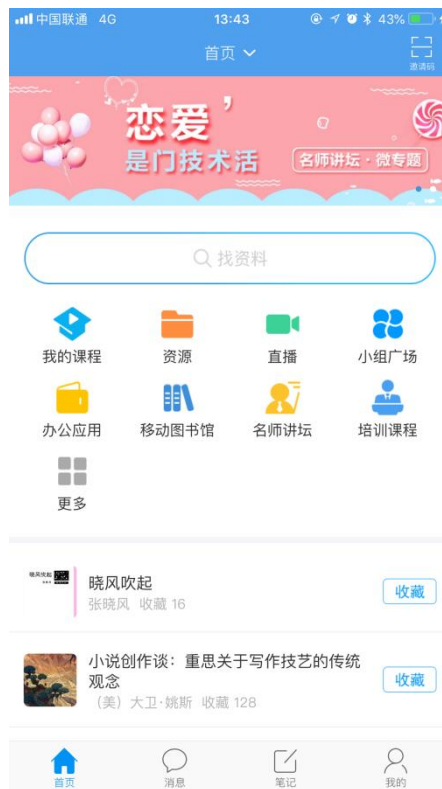 中国联通 4G 13:43 43%
首页
邀请码
恋爱
是门技术活
名师讲坛·微专题
找资料
我的课程 资源 直播 小组广场
办公应用 移动图书馆 名师讲坛 培训课程
更多
晓风吹起
晓风吹起
张晓风 收藏 16
收藏
小说创作谈：重思关于写作技艺的传统
观念
（美）大卫·姚斯 收藏 128
收藏
首页 消息 笔记 我的